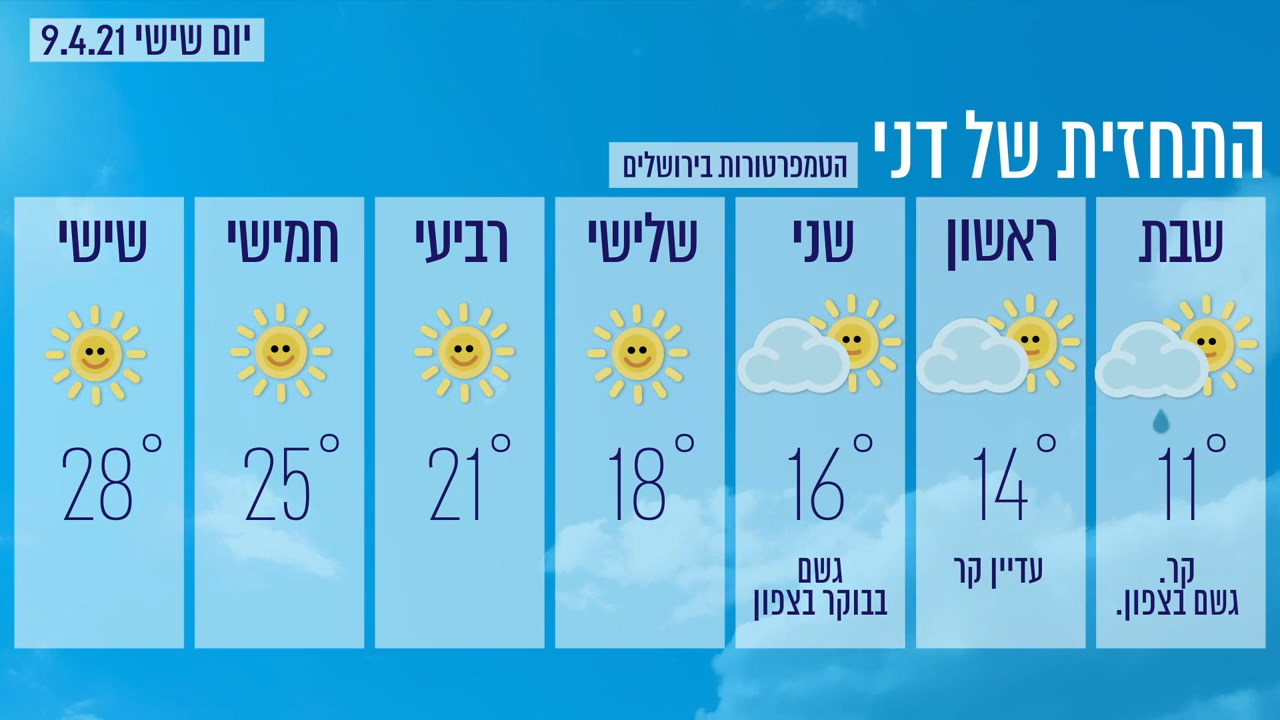 יום שישי 9.4.21
התחזית של דני
הטמפרטורות בירושלים
שבת
11°
קר.
גשם בצפון.
ראשון
14°
עדיין קר
שני
16°
גשם
בבוקר בצפון
שלישי
18°
רביעי
21°
חמישי
25°
שישי
28°